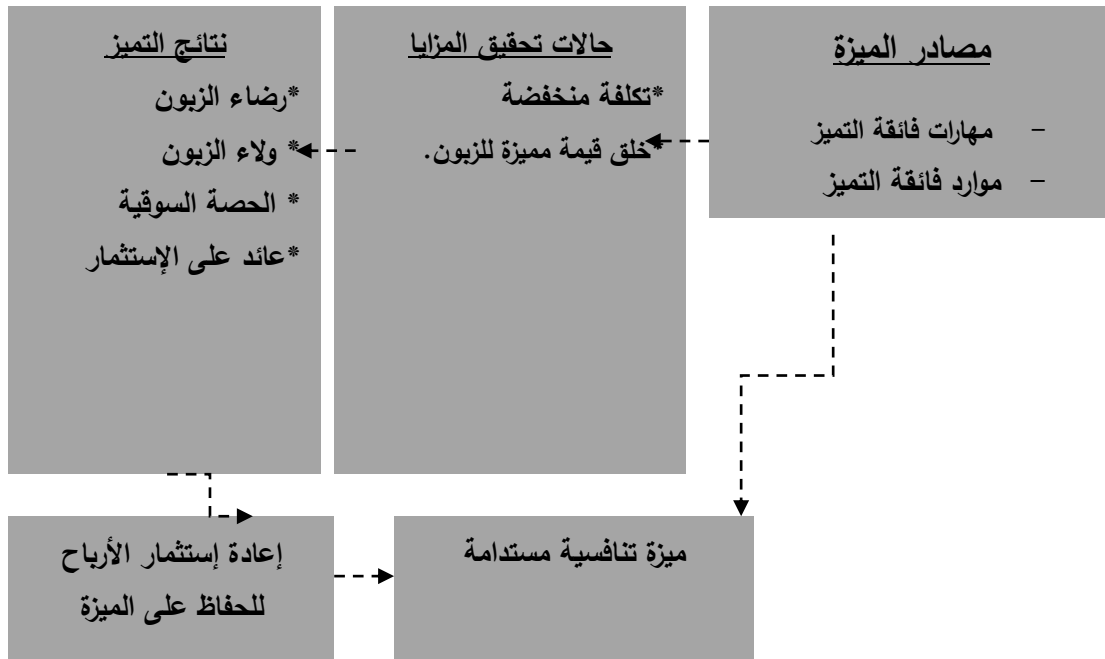 مصادر الميزة
- مهارات فائقة التميز
- موارد فائقة التميز
حالات تحقيق المزايا
*تكلفة منخفضة
*خلق قيمة مميزة للزبون.
نتائج التميز
*رضاء الزبون
* ولاء الزبون
* الحصة السوقية
*عائد على الإستثمار
إعادة إستثمار الأرباح
للحفاظ على الميزة
ميزة تنافسية مستدامة